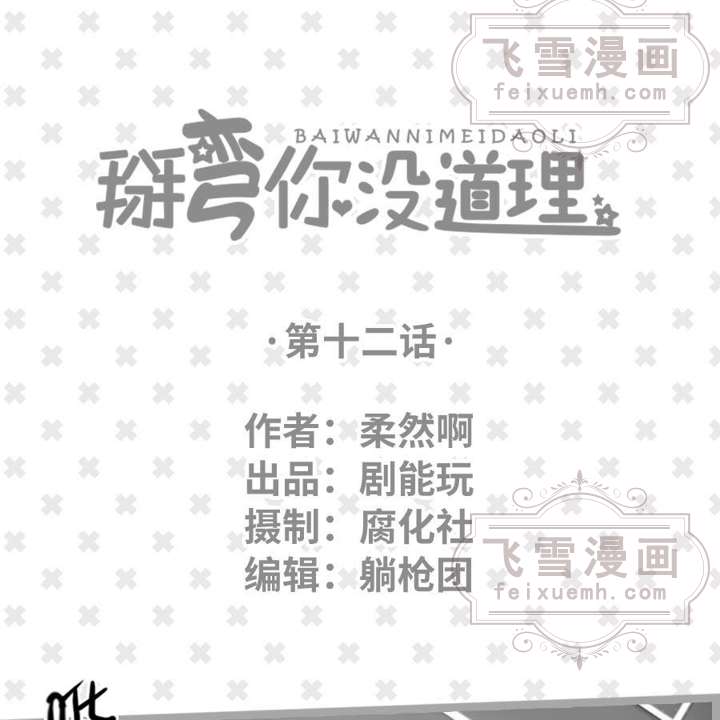 飞雪漫画
feixuemh.com
BAIWANNIMEIDAOLI
掰弯你没道理
·第十二话·
作者：柔然啊
出品：剧能玩
摄制：腐化社
编辑：躺枪团
飞雪漫画
feixuemh.com